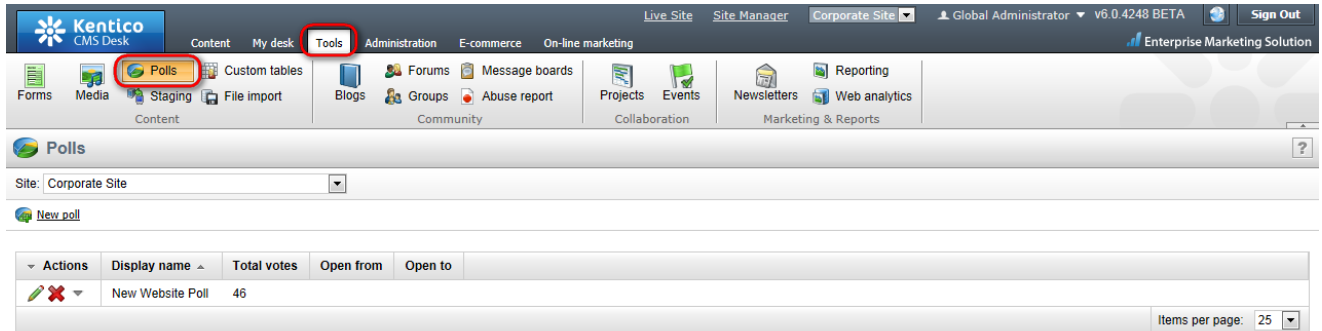 Kentico
CMS Desk
Live Site Site Manager Corporate Site Global Administrator v6.0.4248 BETA Sign Out
Content My desk Tools Administration E-commerce On-line marketing Enterprise Marketing Solution
Polls Custom tables Forums Message boards Reporting
Forms Media Staging File import Blogs Groups Abuse report Projects Events Newsletters Web analytics
Content Community Collaboration Marketing & Reports
Polls ?
Site: Corporate Site
New poll
Actions Display name Total votes Open from Open to
New Website Poll 46
Items per page: 25